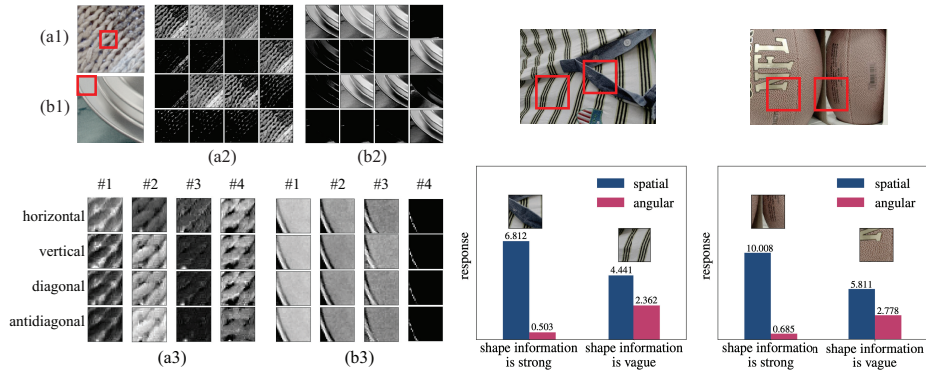 (a1)
(b1)
(a2)
(b2)
#1 #2 #3 #4
#1 #2 #3 #4
horizontal
vertical
diagonal
antidiagonal
(a3)
(b3)
NFL
response
spatial
angular
6.812
0.503
4.441
2.362
shape information
is strong
shape information
is vague
response
spatial
angular
10.008
0.685
5.811
2.778
shape information
is strong
shape information
is vague